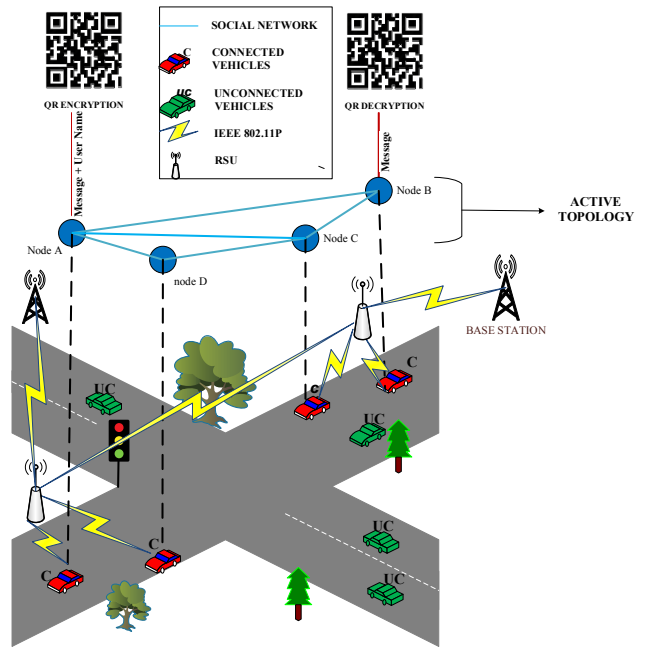 SOCIAL NETWORK
C
CONNECTED
VEHICLES
UC
UNCONNECTED
VEHICLES
IEEE 802.11P
RSU
QR ENCRYPTION
QR DECRYPTION
Message + User Name
Message
Node B
ACTIVE
TOPOLOGY
Node A
Node C
node D
BASE STATION
UC
C
C
UC
UC
C
C
UC